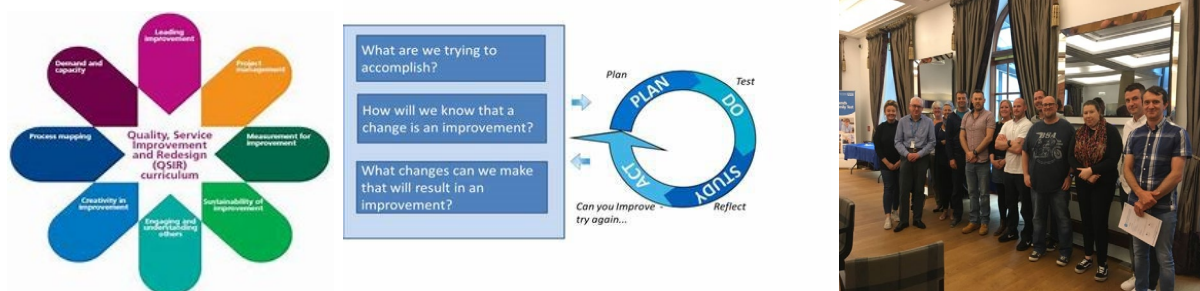 Leading
improvement
Demand and
capacity
Project
management
Process mapping
Quality, Service
Improvement
and Redesign
(QSIR)
curriculum
Measurement for
improvement
Creativity in
improvement
Sustainability of
improvement
Engaging and
understanding
others
What are we trying to
accomplish?
How will we know that a
change is an improvement?
What changes can we make
that will result in an
improvement?
Plan
Test
PLAN
DO
ACT
STUDY
Can you Improve -
try again...
Reflect
BSA